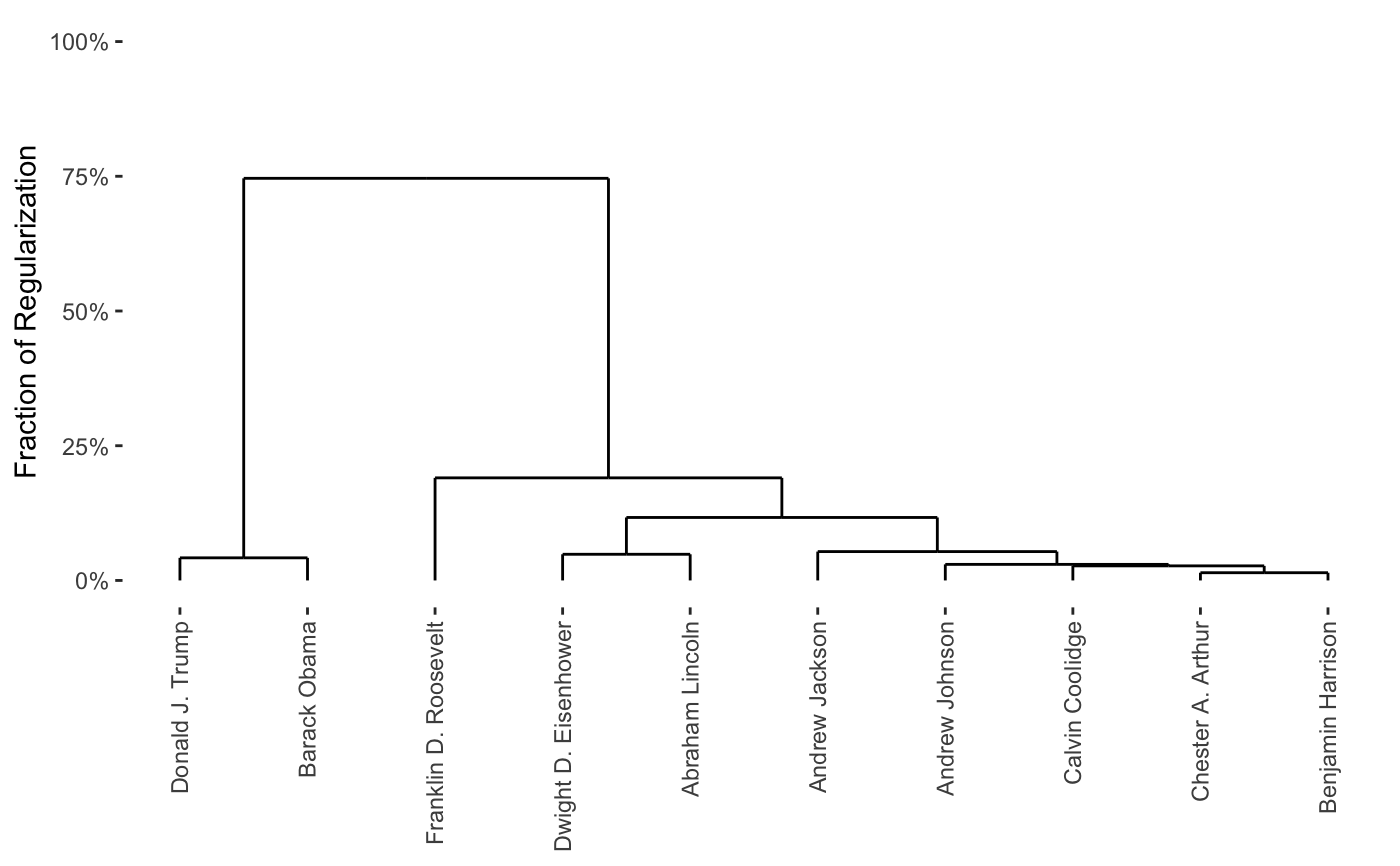 100%
75%
50%
25%
0%
Fraction of Regularization
Donald J. Trump
Barack Obama
Franklin D. Roosevelt
Dwight D. Eisenhower
Abraham Lincoln
Andrew Jackson
Andrew Johnson
Calvin Coolidge
Chester A. Arthur
Benjamin Harrison